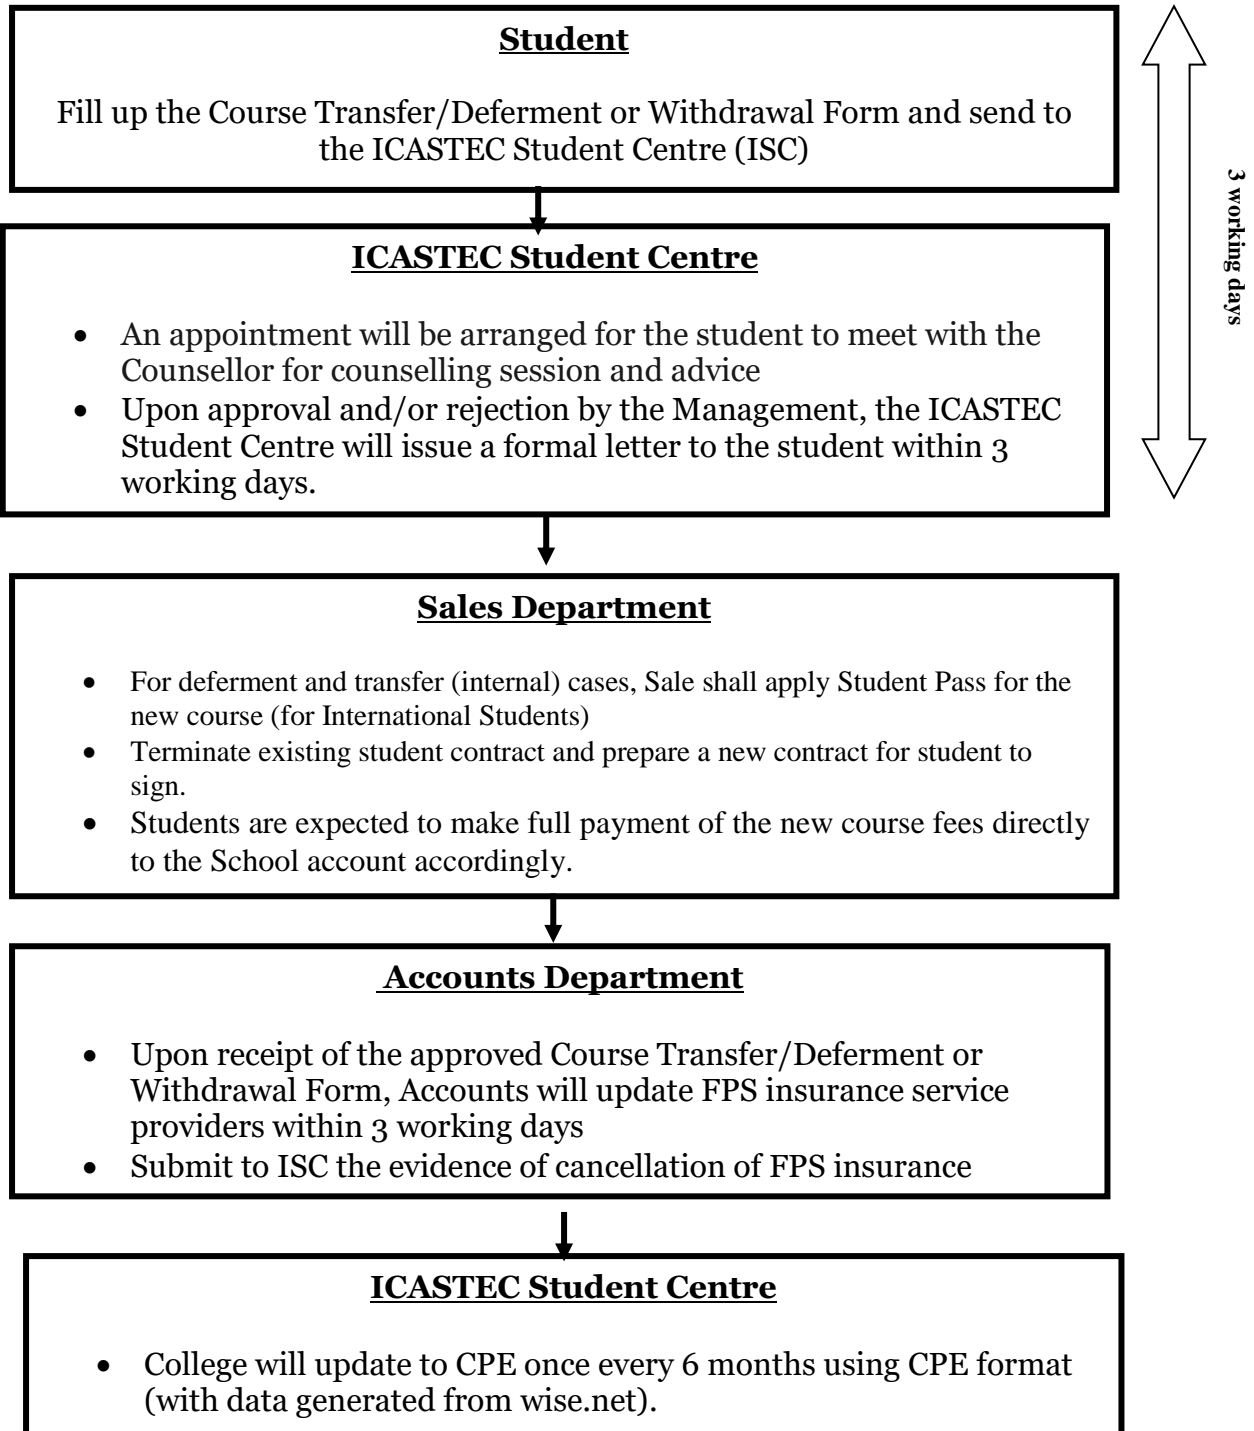 Student
Fill up the Course Transfer/Deferment or Withdrawal Form and send to
the ICASTEC Student Centre (ISC)
3 working days
ICASTEC Student Centre
• An appointment will be arranged for the student to meet with the
Counsellor for counselling session and advice
• Upon approval and/or rejection by the Management, the ICASTEC
Student Centre will issue a formal letter to the student within 3
working days.
Sales Department
• For deferment and transfer (internal) cases, Sale shall apply Student Pass for the
new course (for International Students)
• Terminate existing student contract and prepare a new contract for student to
sign.
• Students are expected to make full payment of the new course fees directly
to the School account accordingly.
Accounts Department
• Upon receipt of the approved Course Transfer/Deferment or
Withdrawal Form, Accounts will update FPS insurance service
providers within 3 working days
• Submit to ISC the evidence of cancellation of FPS insurance
ICASTEC Student Centre
• College will update to CPE once every 6 months using CPE format
(with data generated from wise.net).